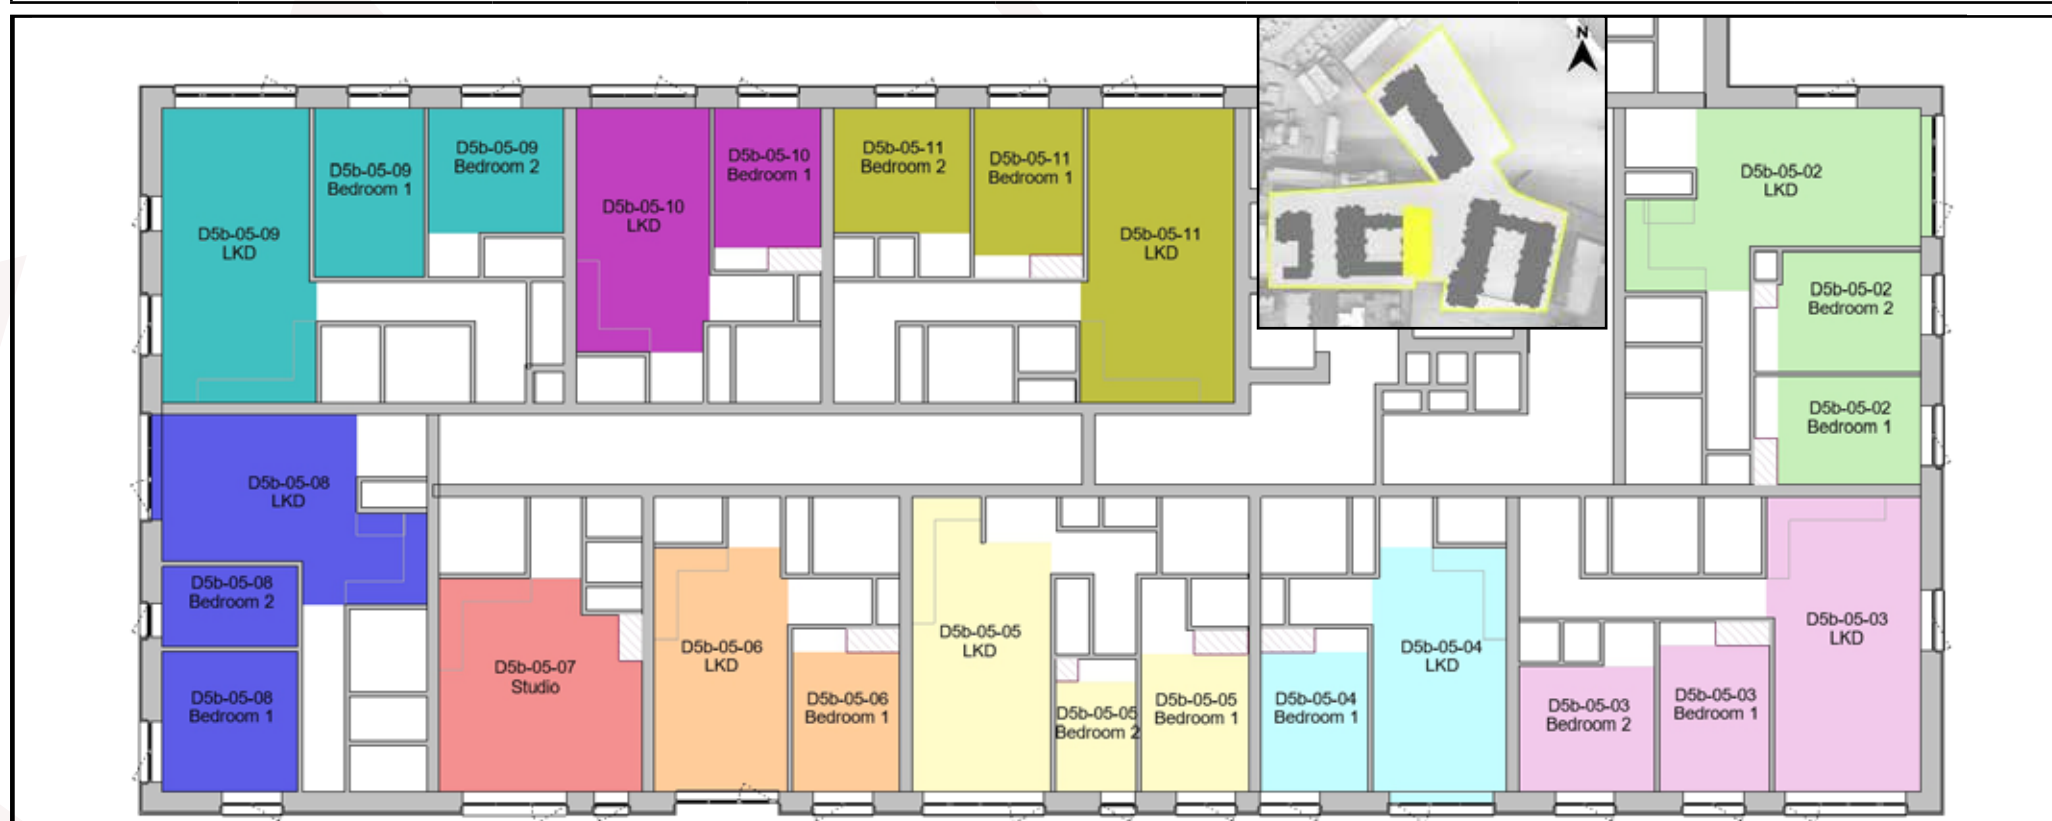 N
D5b-05-09
LKD
D5b-05-09
Bedroom 1
D5b-05-09
Bedroom 2
D5b-05-10
LKD
D5b-05-10
Bedroom 1
D5b-05-11
Bedroom 2
D5b-05-11
Bedroom 1
D5b-05-11
LKD
D5b-05-02
LKD
D5b-05-02
Bedroom 2
D5b-05-02
Bedroom 1
D5b-05-08
LKD
D5b-05-08
Bedroom 2
D5b-05-08
Bedroom 1
D5b-05-07
Studio
D5b-05-06
LKD
D5b-05-06
Bedroom 1
D5b-05-05
LKD
D5b-05-05
Bedroom 2
D5b-05-05
Bedroom 1
D5b-05-04
Bedroom 1
D5b-05-04
LKD
D5b-05-03
Bedroom 2
D5b-05-03
Bedroom 1
D5b-05-03
LKD